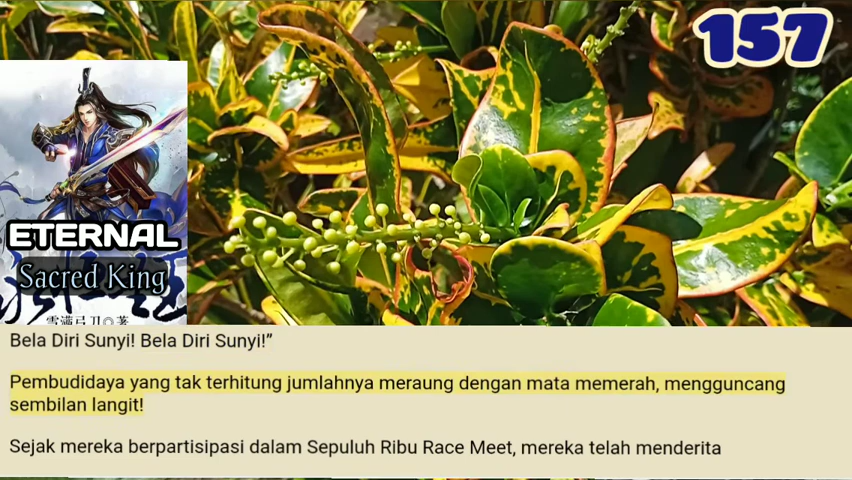 157
ETERNAL
Sacred King
雪满弓刀◎著
Bela Diri Sunyi! Bela Diri Sunyi!”
Pembudidaya yang tak terhitung jumlahnya meraung dengan mata memerah, mengguncang
sembilan langit!
Sejak mereka berpartisipasi dalam Sepuluh Ribu Race Meet, mereka telah menderita